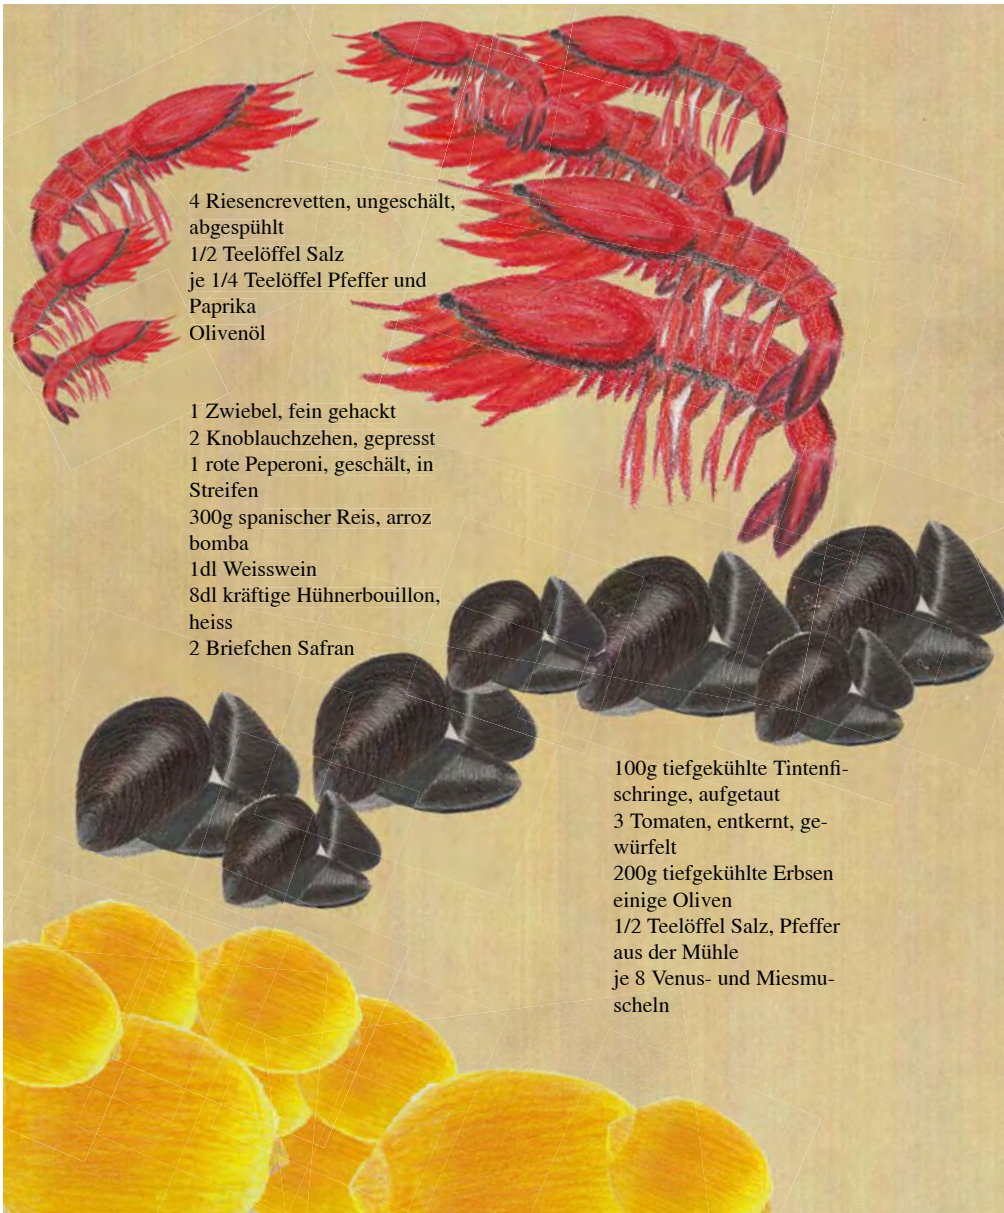 4 Riesencrevetten, ungeschält,
abgespühlt
1/2 Teelöffel Salz
je 1/4 Teelöffel Pfeffer und
Paprika
Olivenöl
1 Zwiebel, fein gehackt
2 Knoblauchzehen, gepresst
1 rote Peperoni, geschält, in
Streifen
300g spanischer Reis, arroz
bomba
1dl Weisswein
8dl kräftige Hühnerbouillon,
heiss
2 Briefchen Safran
100g tiefgekühlte Tintenfi-
schringe, aufgetaut
3 Tomaten, entkernt, ge-
würfelt
200g tiefgekühlte Erbsen
einige Oliven
1/2 Teelöffel Salz, Pfeffer
aus der Mühle
je 8 Venus- und Miesmu-
scheln